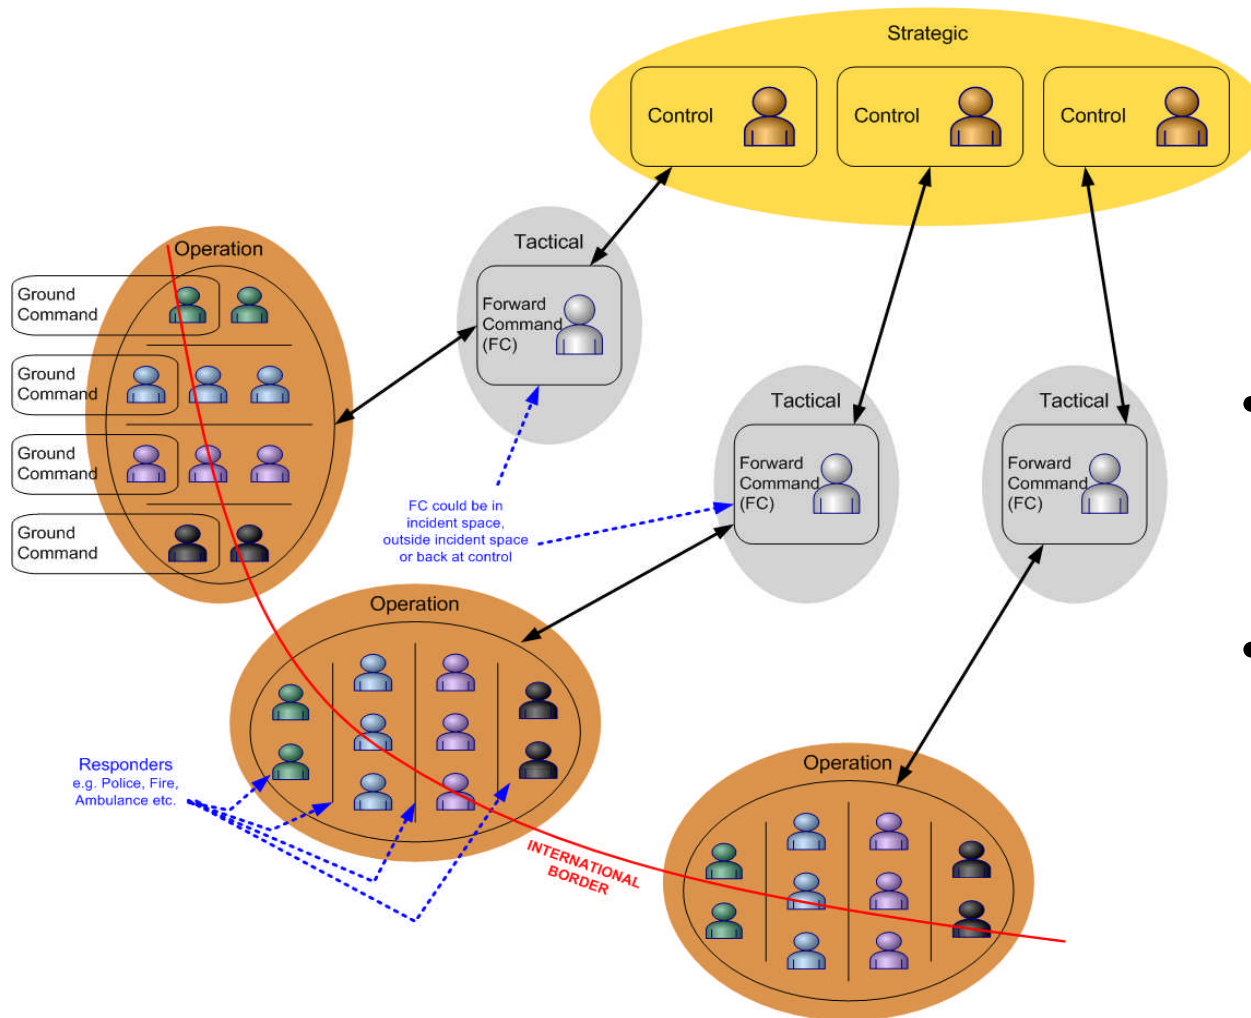 Strategic
Control
Control
Control
Tactical
Forward
Command
(FC)
Operation
Ground
Command
Ground
Command
Ground
Command
Ground
Command
Tactical
Forward
Command
(FC)
Tactical
Forward
Command
(FC)
FC could be in
incident space,
outside incident space
or back at control
Operation
Responders
e.g. Police, Fire,
Ambulance etc.
INTERNATIONAL
BORDER
Operation